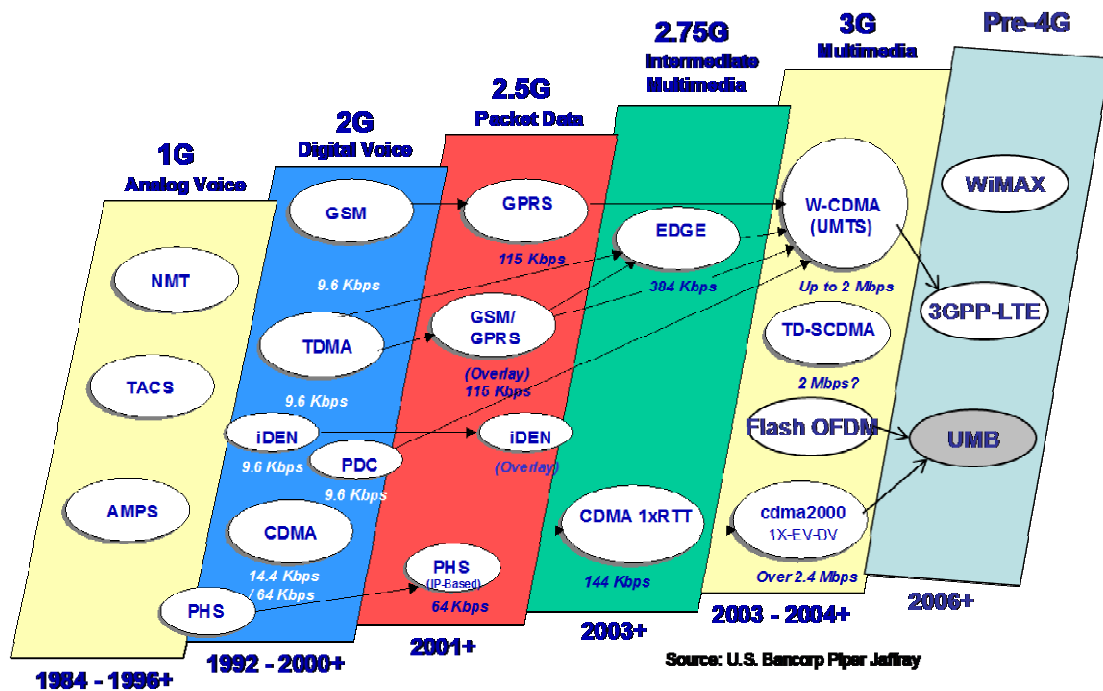 1G
Analog Voice
NMT
TACS
AMPS
1984 - 1996+
2G
Digital Voice
GSM
9.6 Kbps
TDMA
9.6 Kbps
iDEN
9.6 Kbps
PDC
9.6 Kbps
CDMA
14.4 Kbps
/ 64 Kbps
PHS
1992 - 2000+
2.5G
Packet Data
GPRS
115 Kbps
GSM/
GPRS
(Overlay)
115 Kbps
iDEN
(Overlay)
PHS
(IP-Based)
64 Kbps
2001+
2.75G
Intermediate
Multimedia
EDGE
384 Kbps
CDMA 1xRTT
144 Kbps
2003+
3G
Multimedia
W-CDMA
(UMTS)
Up to 2 Mbps
TD-SCDMA
2 Mbps?
Flash OFDM
cdma2000
1X-EV-DV
Over 2.4 Mbps
2003 - 2004+
Pre-4G
WiMAX
3GPP-LTE
UMB
2006+
Source: U.S. Bancorp Piper Jaffray